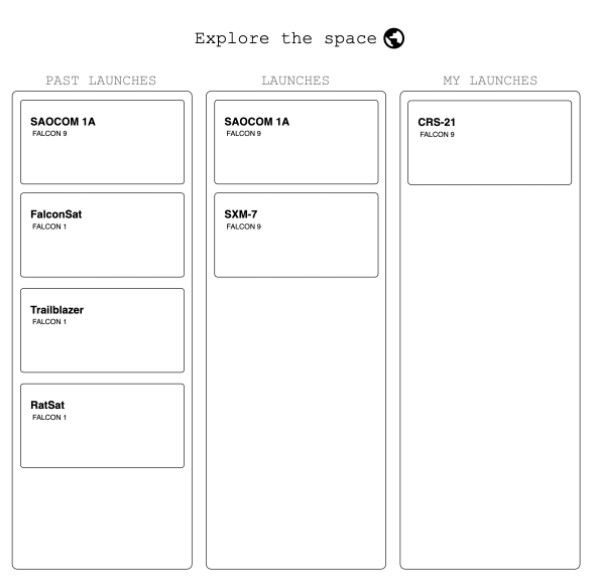 Explore the space
PAST LAUNCHES
SAOCOM 1A
FALCON 9
FalconSat
FALCON 1
Trailblazer
FALCON 1
RatSat
FALCON 1
LAUNCHES
SAOCOM 1A
FALCON 9
SXM-7
FALCON 9
MY LAUNCHES
CRS-21
FALCON 9